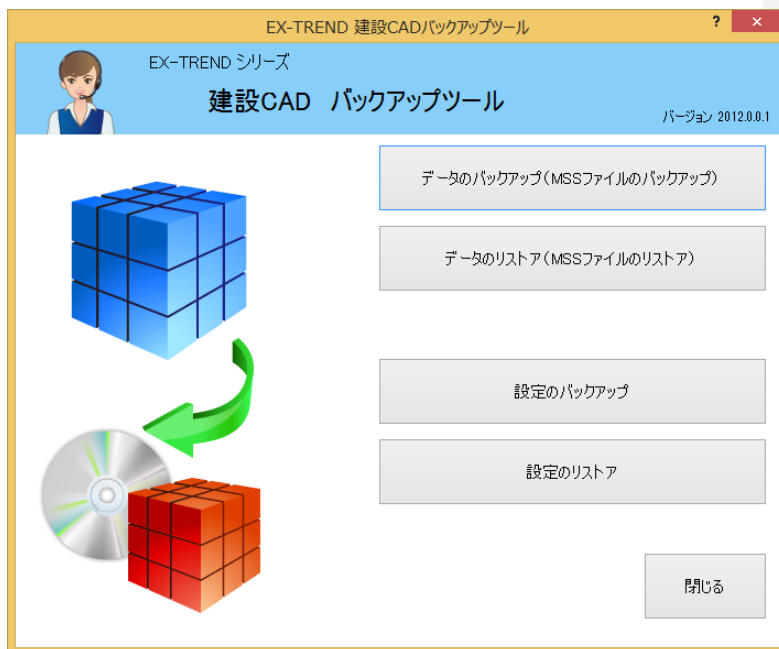 EX-TREND 建設CADバックアップツール
? ×
EX-TREND シリーズ
建設CAD バックアップツール
バージョン 2012.0.0.1
データのバックアップ(MSSファイルのバックアップ)
データのリストア(MSSファイルのリストア)
設定のバックアップ
設定のリストア
閉じる